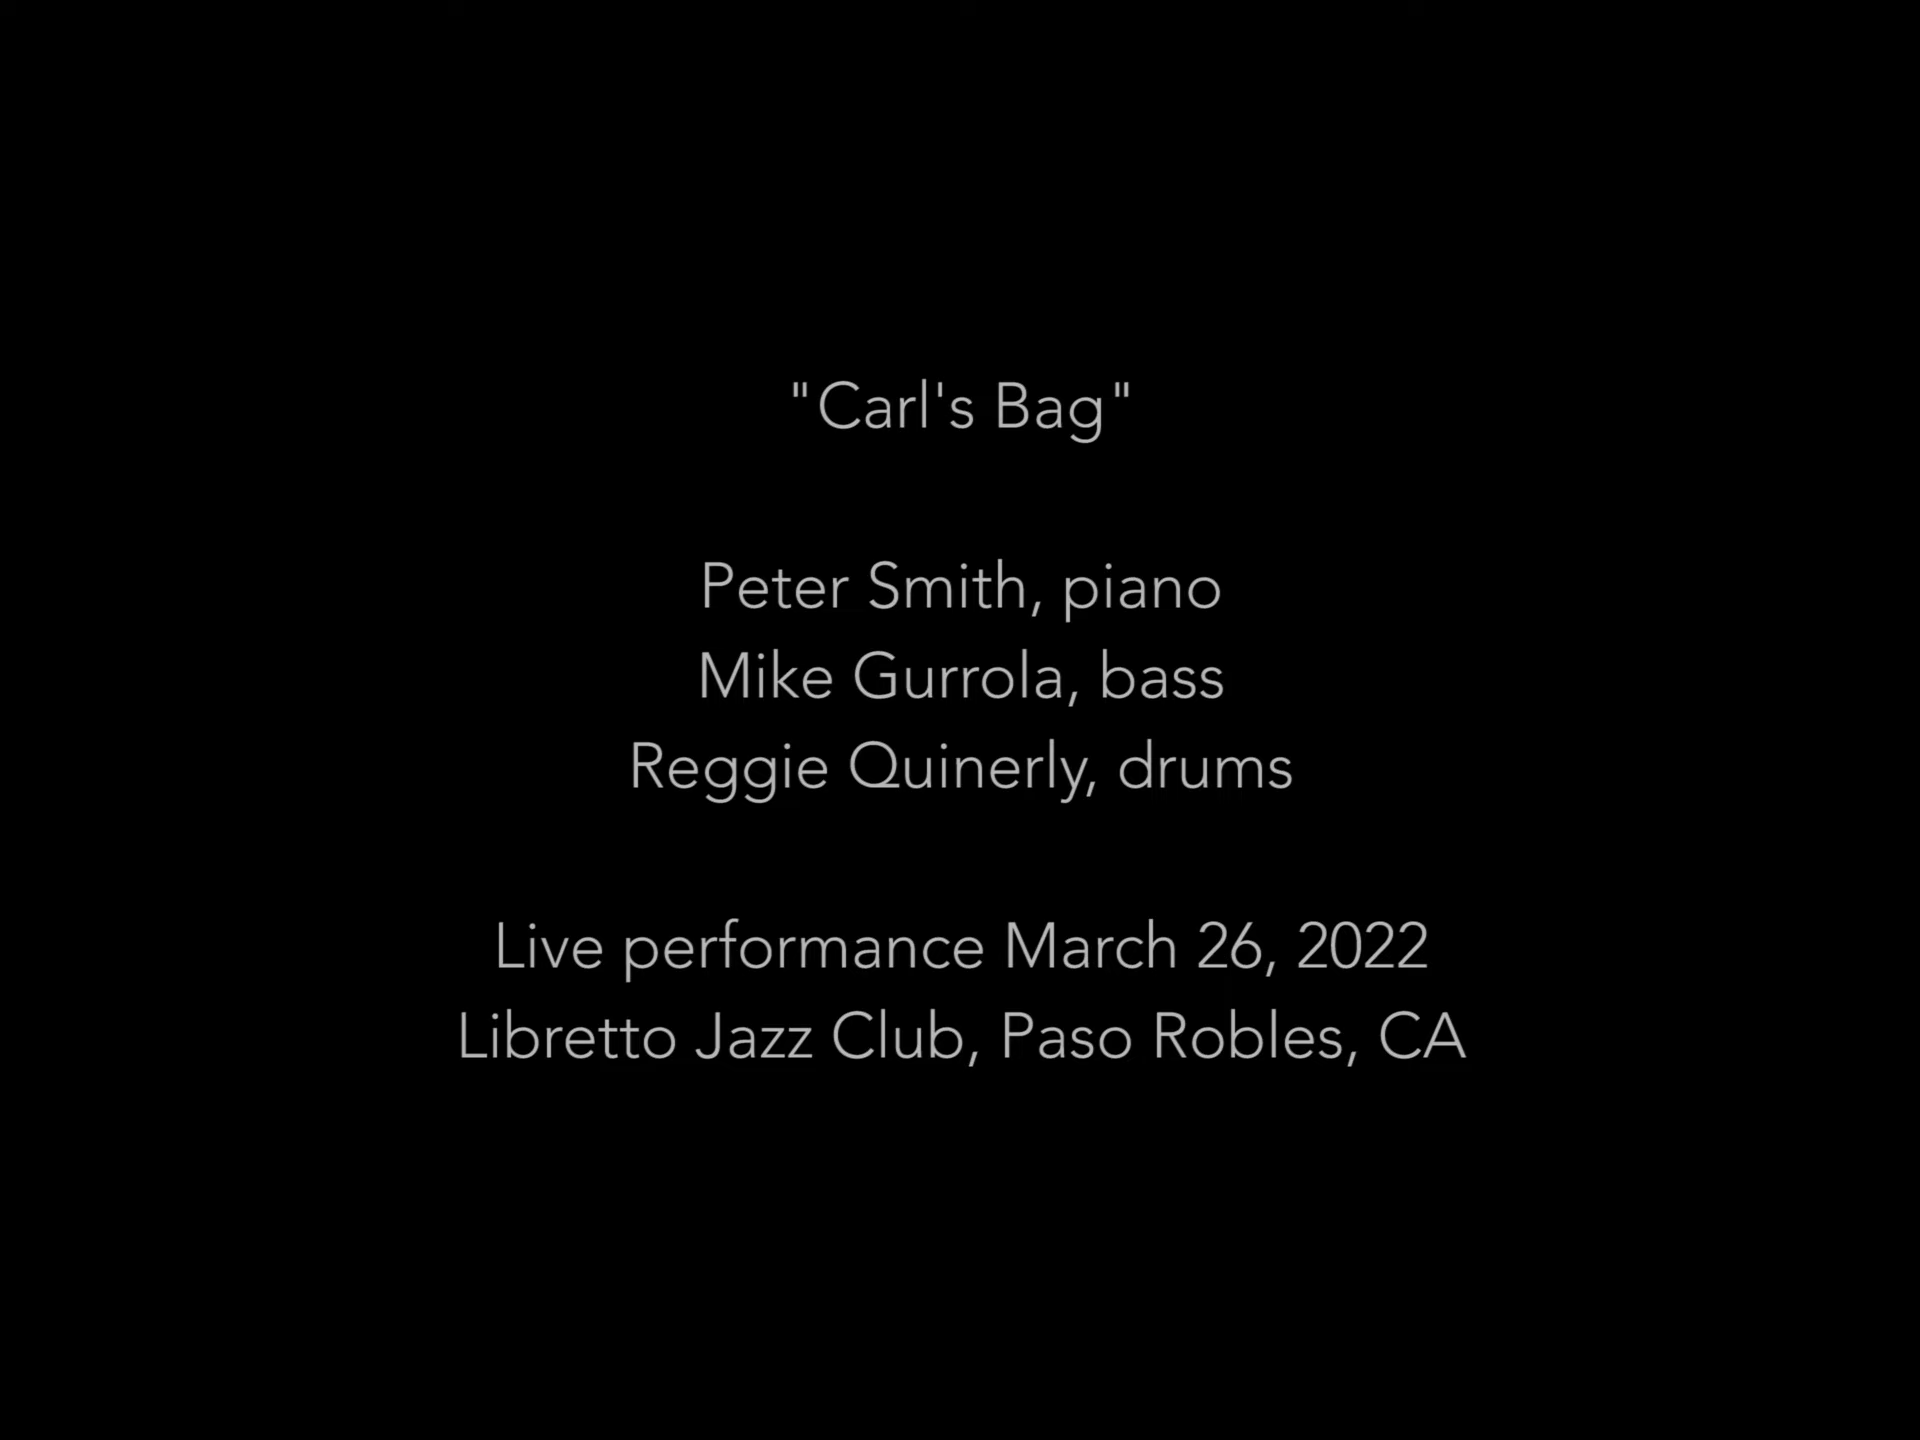 "Carl's Bag"
Peter Smith, piano
Mike Gurrola, bass
Reggie Quinerly, drums
Live performance March 26, 2022
Libretto Jazz Club, Paso Robles, CA